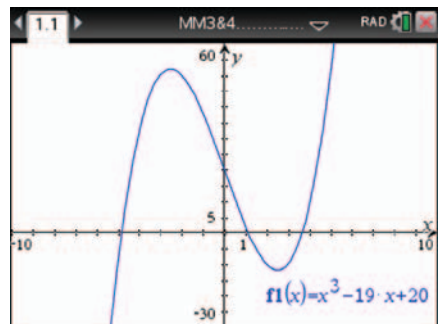 1.1 MM3&4............ RAD
60 y
5
x
-10 1 10
f1(x)=x³-19·x+20
-30